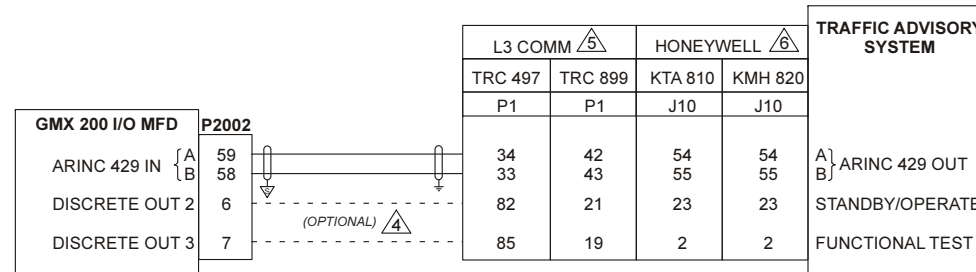 TRAFFIC ADVISORY
SYSTEM
L3 COMM 5 HONEYWELL 6
TRC 497 TRC 899 KTA 810 KMH 820
P1 P1 J10 J10
GMX 200 I/O MFD P2002
ARINC 429 IN { A 59 34 42 54 54 A } ARINC 429 OUT
B 58 33 43 55 55 B
S
DISCRETE OUT 2 6 82 21 23 23 STANDBY/OPERATE
(OPTIONAL) 4
DISCRETE OUT 3 7 85 19 2 2 FUNCTIONAL TEST